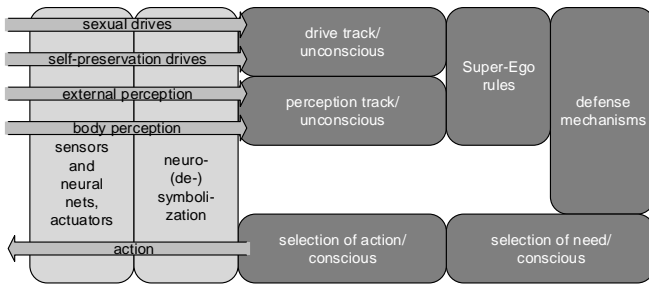 sexual drives
self-preservation drives
external perception
body perception
sensors
and
neural
nets,
actuators
neuro-
(de-)
symboli-
zation
drive track/
unconscious
perception track/
unconscious
Super-Ego
rules
defense
mechanisms
action
selection of action/
conscious
selection of need/
conscious